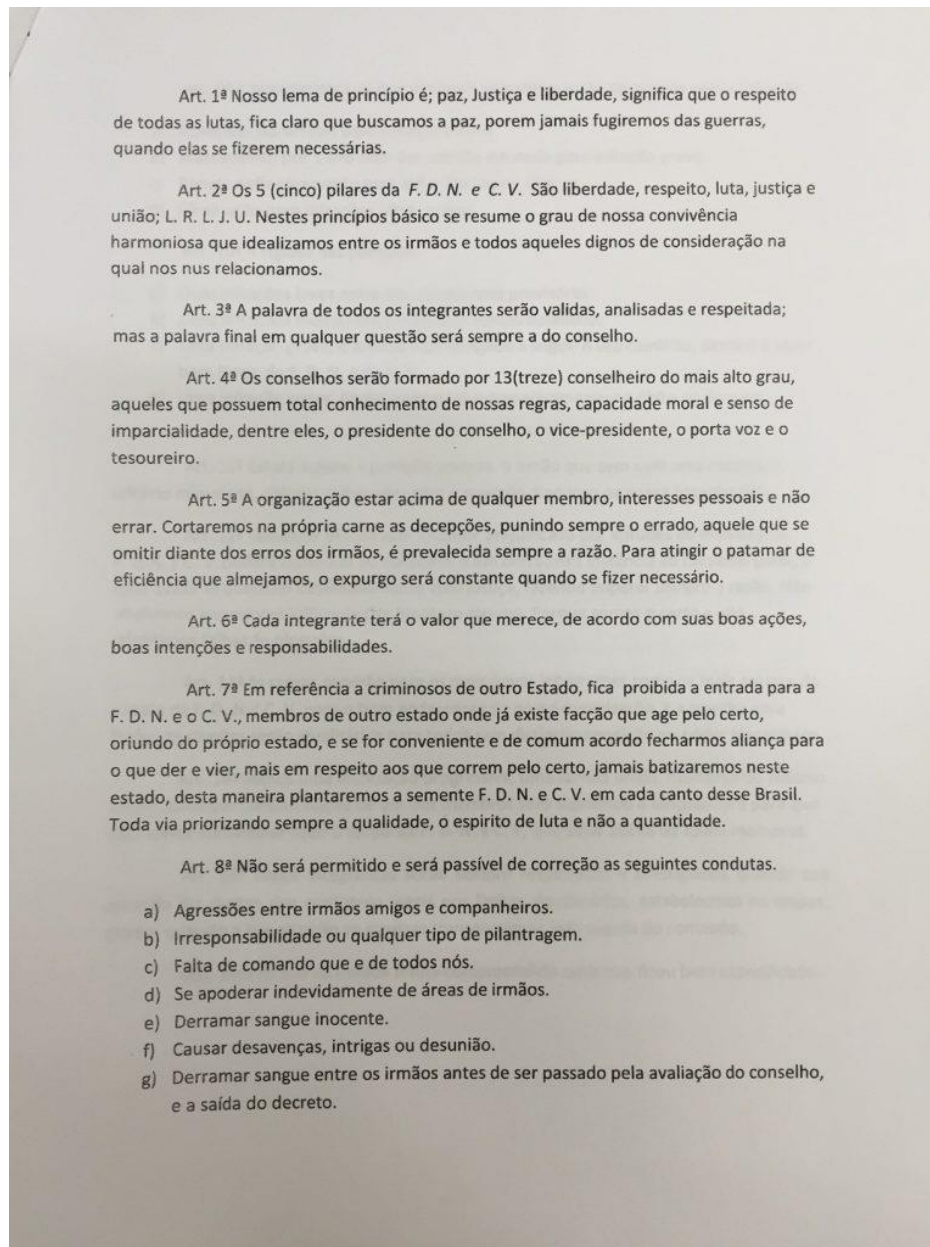 Art. 1ª Nosso lema de princípio é; paz, Justiça e liberdade, significa que o respeito
de todas as lutas, fica claro que buscamos a paz, porem jamais fugiremos das guerras,
quando elas se fizerem necessárias.
Art. 2ª Os 5 (cinco) pilares da F. D. N. e C. V. São liberdade, respeito, luta, justiça e
união; L. R. L. J. U. Nestes princípios básico se resume o grau de nossa convivência
harmoniosa que idealizamos entre os irmãos e todos aqueles dignos de consideração na
qual nos nus relacionamos.
Art. 3ª A palavra de todos os integrantes serão validas, analisadas e respeitada;
mas a palavra final em qualquer questão será sempre a do conselho.
Art. 4ª Os conselhos serão formado por 13(treze) conselheiro do mais alto grau,
aqueles que possuem total conhecimento de nossas regras, capacidade moral e senso de
imparcialidade, dentre eles, o presidente do conselho, o vice-presidente, o porta voz e o
tesoureiro.
Art. 5ª A organização estar acima de qualquer membro, interesses pessoais e não
errar. Cortaremos na própria carne as decepções, punindo sempre o errado, aquele que se
omitir diante dos erros dos irmãos, é prevalecida sempre a razão. Para atingir o patamar de
eficiência que almejamos, o expurgo será constante quando se fizer necessário.
Art. 6ª Cada integrante terá o valor que merece, de acordo com suas boas ações,
boas intenções e responsabilidades.
Art. 7ª Em referência a criminosos de outro Estado, fica proibida a entrada para a
F. D. N. e o C. V., membros de outro estado onde já existe facção que age pelo certo,
oriundo do próprio estado, e se for conveniente e de comum acordo fecharmos aliança para
o que der e vier, mais em respeito aos que correm pelo certo, jamais batizaremos neste
estado, desta maneira plantaremos a semente F. D. N. e C. V. em cada canto desse Brasil.
Toda via priorizando sempre a qualidade, o espirito de luta e não a quantidade.
Art. 8ª Não será permitido e será passível de correção as seguintes condutas.
a) Agressões entre irmãos amigos e companheiros.
b) Irresponsabilidade ou qualquer tipo de pilantragem.
c) Falta de comando que e de todos nós.
d) Se apoderar indevidamente de áreas de irmãos.
e) Derramar sangue inocente.
f) Causar desavenças, intrigas ou desunião.
g) Derramar sangue entre os irmãos antes de ser passado pela avaliação do conselho,
e a saída do decreto.